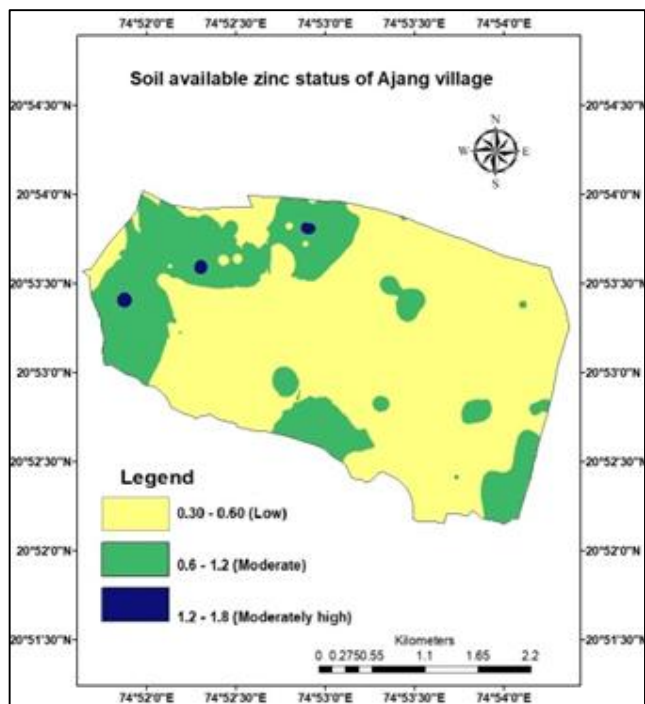 74°52'0"E 74°52'30"E 74°53'0"E 74°53'30"E 74°54'0"E
Soil available zinc status of Ajang village
20°54'30"N 20°54'30"N
N
W E
S
20°54'0"N 20°54'0"N
20°53'30"N 20°53'30"N
20°53'0"N 20°53'0"N
20°52'30"N 20°52'30"N
Legend
0.30 - 0.60 (Low)
20°52'0"N 20°52'0"N
0.6 - 1.2 (Moderate)
1.2 - 1.8 (Moderately high)
20°51'30"N 20°51'30"N
Kilometers
0 0.2750.55 1.1 1.65 2.2
74°52'0"E 74°52'30"E 74°53'0"E 74°53'30"E 74°54'0"E